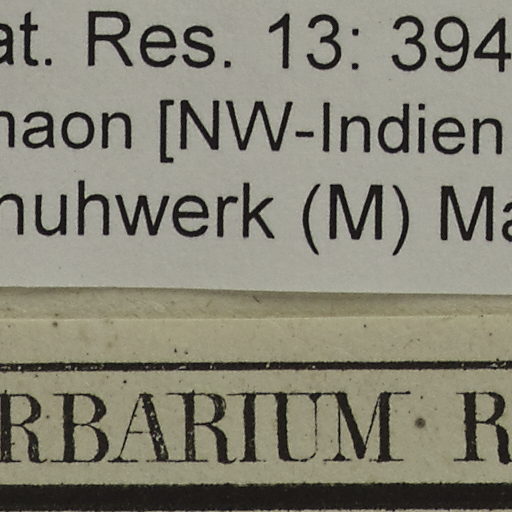 at. Res. 13: 394
naon [NW-Indien
nuhwerk (M) Ma
RBARIUM · R